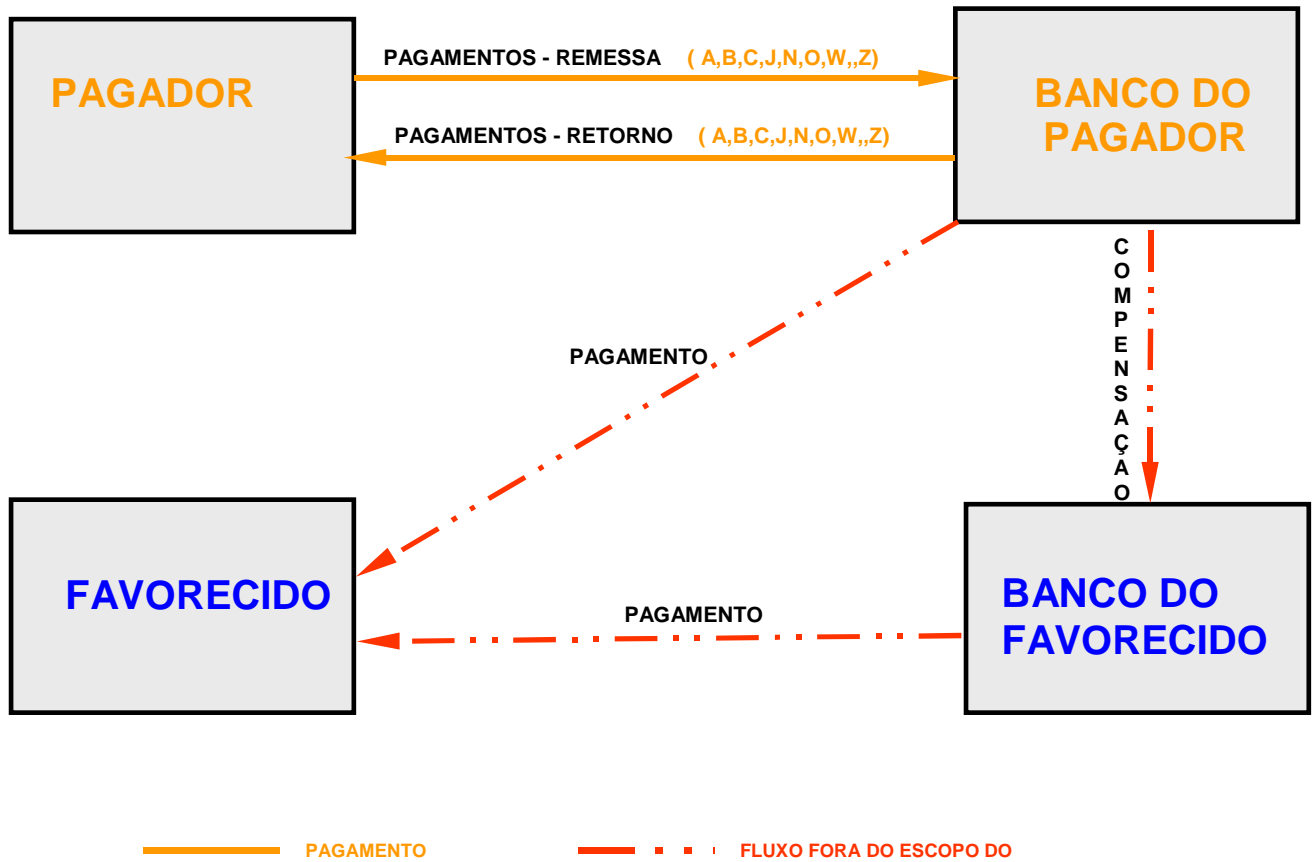 PAGAMENTOS - REMESSA ( A,B,C,J,N,O,W,,Z)
PAGADOR
BANCO DO
PAGADOR
PAGAMENTOS - RETORNO ( A,B,C,J,N,O,W,,Z)
COMPENSAÇAO
PAGAMENTO
FAVORECIDO
PAGAMENTO
BANCO DO
FAVORECIDO
PAGAMENTO
FLUXO FORA DO ESCOPO DO